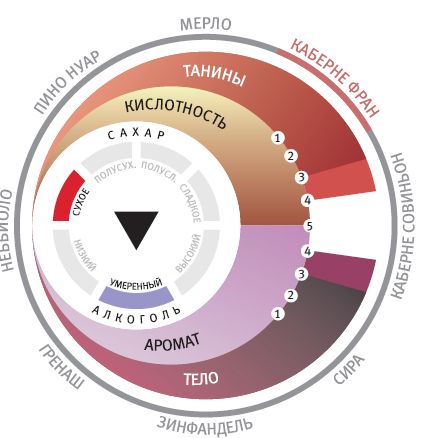 МЕРЛО
КАБЕРНЕ ФРАН
КАБЕРНЕ СОВИНЬОН
СИРА
ЗИНФАНДЕЛЬ
ГРЕНАШ
НЕББИОЛО
ПИНО НУАР
ТАНИНЫ
КИСЛОТНОСТЬ
САХАР
СУХОЕ
ПОЛУСУХ.
ПОЛУСЛ.
СЛАДКОЕ
1
2
3
4
5
4
3
2
1
НИЗКИЙ
УМЕРЕННЫЙ
ВЫСОКИЙ
АЛКОГОЛЬ
АРОМАТ
ТЕЛО